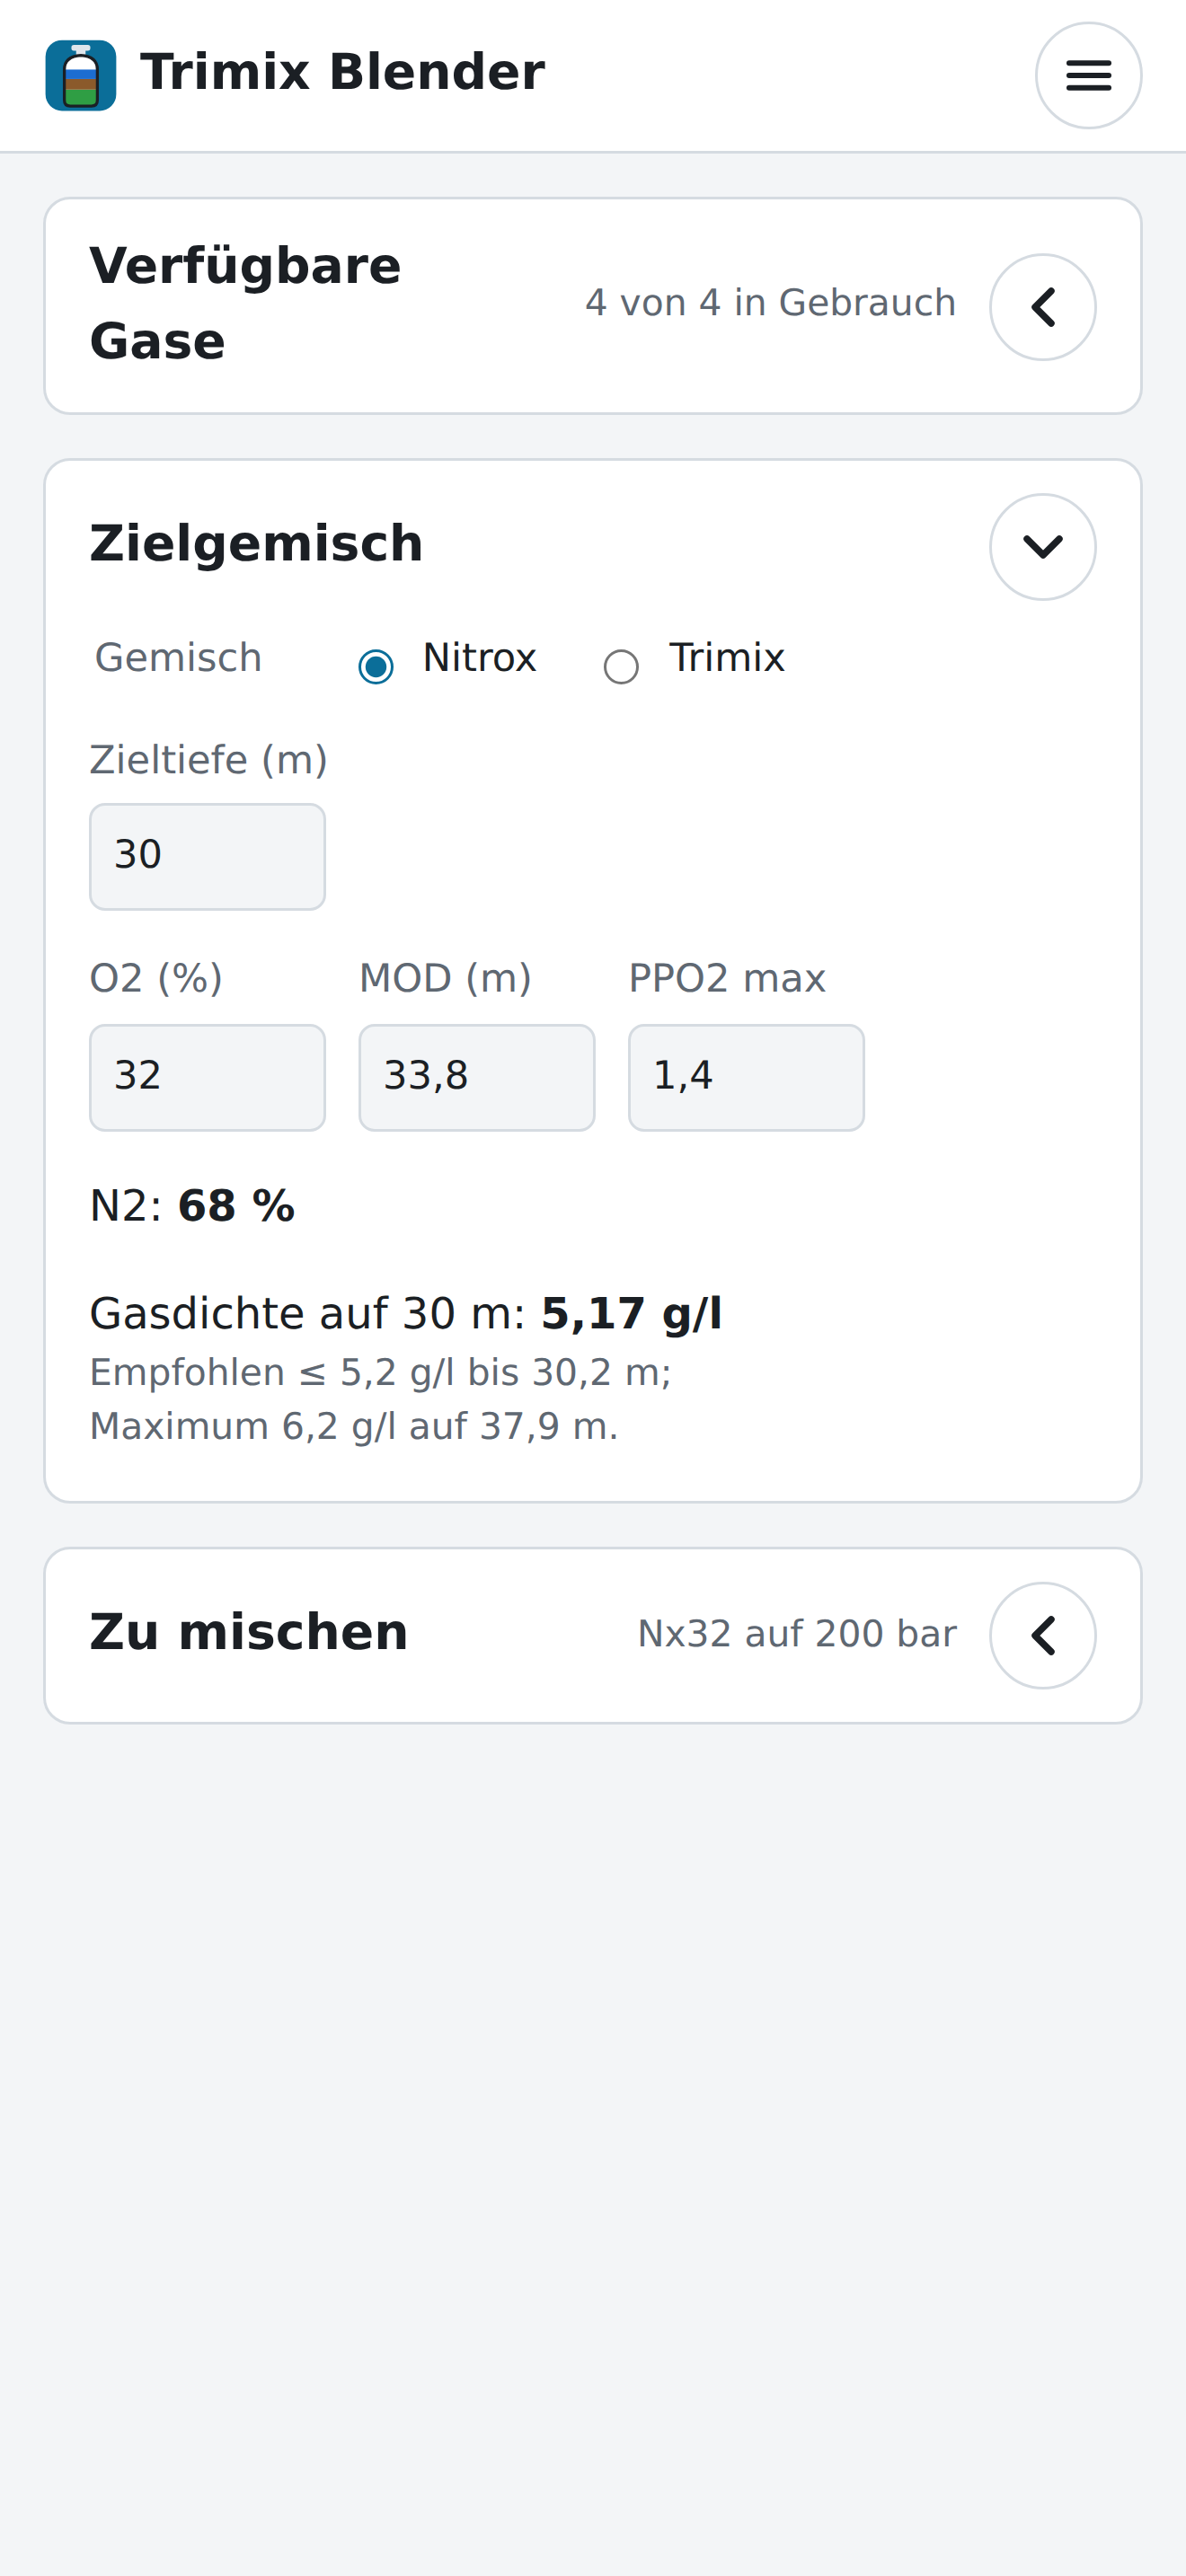 Trimix Blender
Verfügbare
Gase
4 von 4 in Gebrauch
Zielgemisch
Gemisch Nitrox Trimix
Zieltiefe (m)
30
O2 (%) MOD (m) PPO2 max
32 33,8 1,4
N2: 68 %
Gasdichte auf 30 m: 5,17 g/l
Empfohlen ≤ 5,2 g/l bis 30,2 m;
Maximum 6,2 g/l auf 37,9 m.
Zu mischen Nx32 auf 200 bar